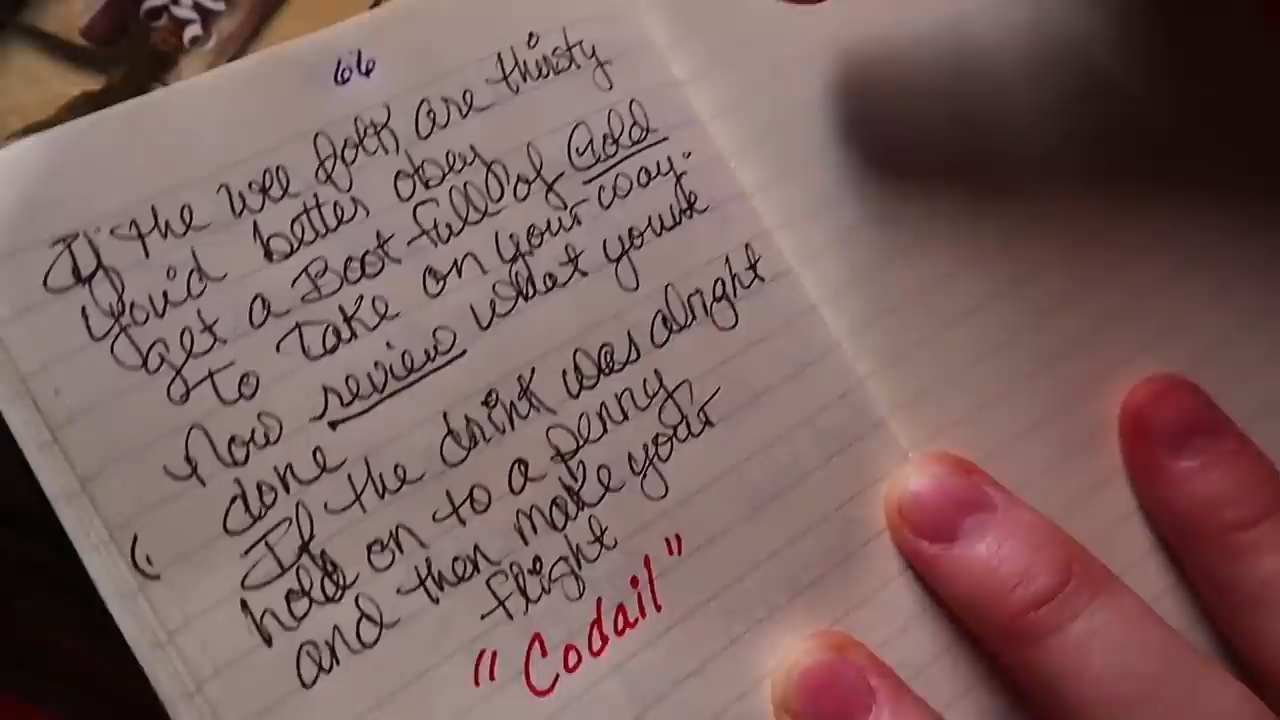 66
If the wee folk are thirsty
You'd better obey
get a Boot full of Gold
to take on your way.
Now review what you've
done
If the drink was alright
hold on to a penny,
and then make your
flight
"Codail"